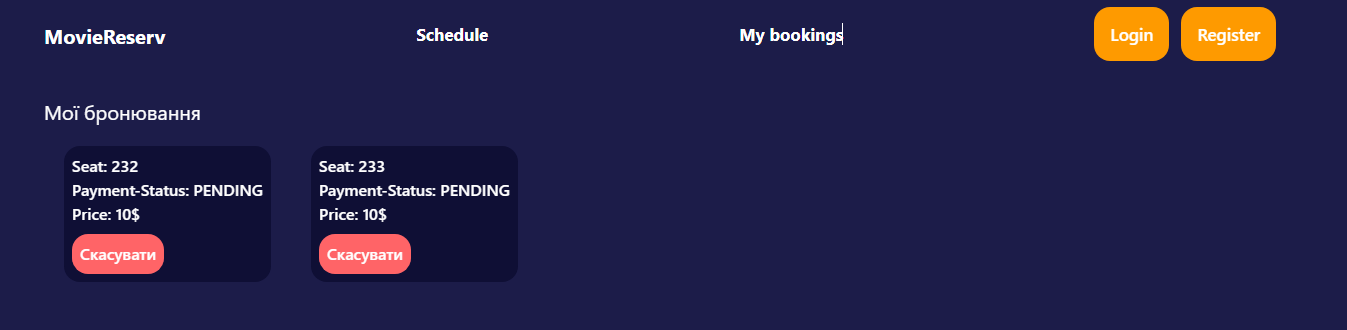 MovieReserv Schedule My bookings Login Register
Мої бронювання
Seat: 232
Payment-Status: PENDING
Price: 10$
Скасувати
Seat: 233
Payment-Status: PENDING
Price: 10$
Скасувати